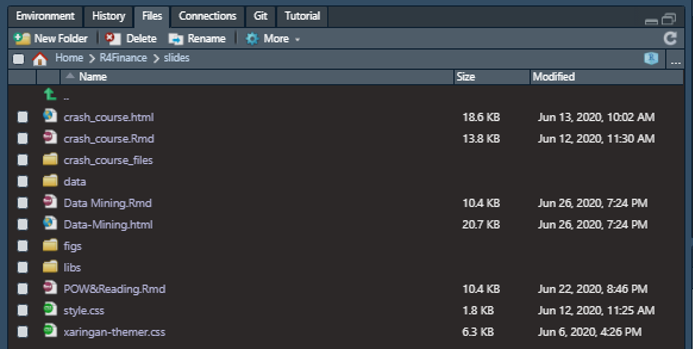 Environment History Files Connections Git Tutorial
New Folder Delete Rename More
Home R4Finance slides ...
Name Size Modified
..
crash_course.html 18.6 KB Jun 13, 2020, 10:02 AM
crash_course.Rmd 13.8 KB Jun 12, 2020, 11:30 AM
crash_course_files
data
Data Mining.Rmd 10.4 KB Jun 26, 2020, 7:24 PM
Data-Mining.html 20.7 KB Jun 26, 2020, 7:24 PM
figs
libs
POW&Reading.Rmd 10.4 KB Jun 22, 2020, 8:46 PM
style.css 1.8 KB Jun 12, 2020, 11:25 AM
xaringan-themer.css 6.3 KB Jun 6, 2020, 4:26 PM